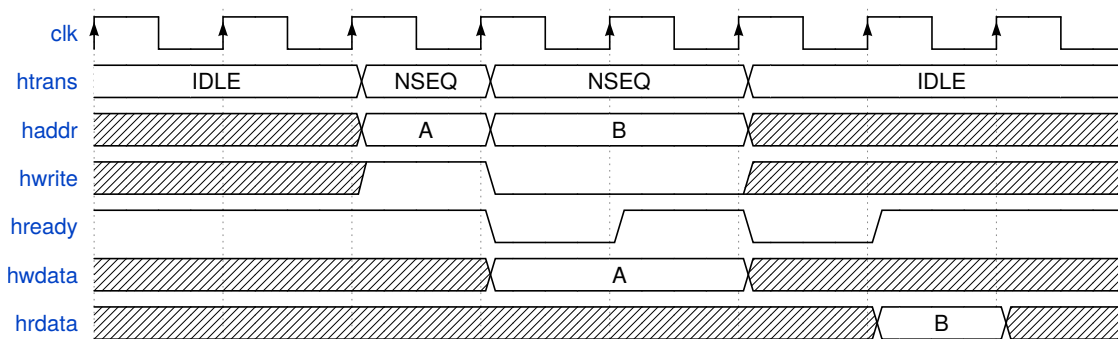 clk
htrans IDLE NSEQ NSEQ IDLE
haddr A B
hwrite
hready
hwdata A
hrdata B